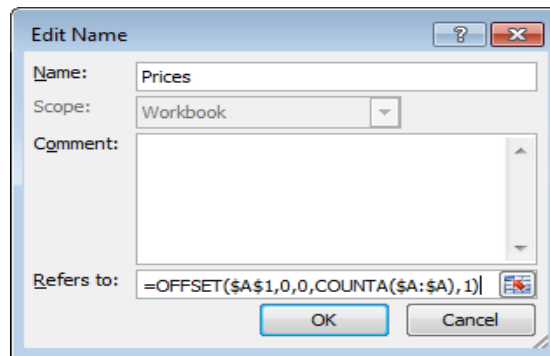 Edit Name
Name: Prices
Scope: Workbook
Comment:
Refers to: =OFFSET($A$1,0,0,COUNTA($A:$A),1)
OK Cancel